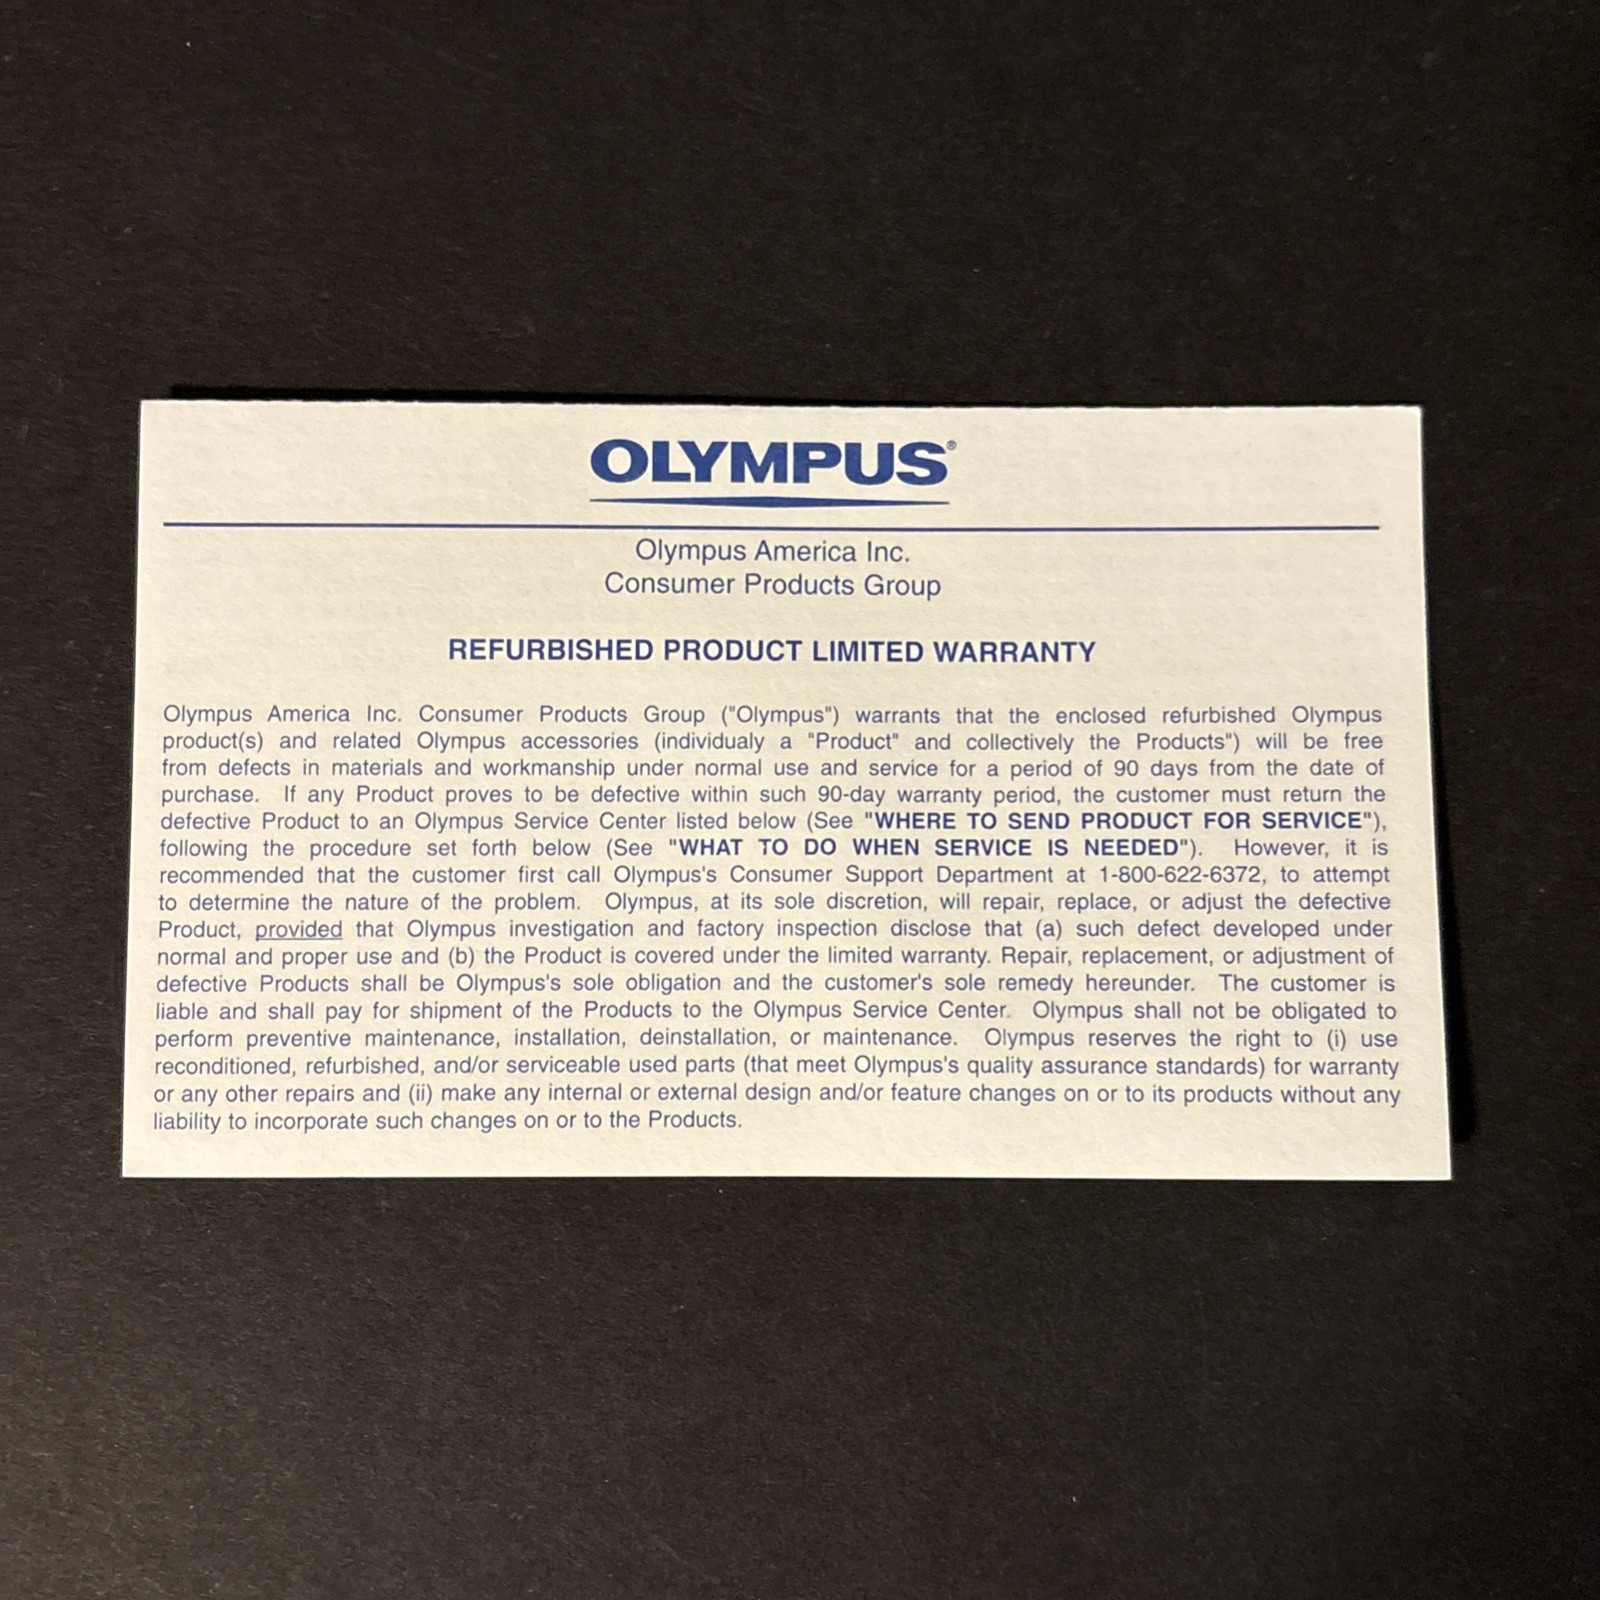 OLYMPUS®
Olympus America Inc.
Consumer Products Group
REFURBISHED PRODUCT LIMITED WARRANTY
Olympus America Inc. Consumer Products Group ("Olympus") warrants that the enclosed refurbished Olympus
product(s) and related Olympus accessories (individualy a "Product" and collectively the Products") will be free
from defects in materials and workmanship under normal use and service for a period of 90 days from the date of
purchase. If any Product proves to be defective within such 90-day warranty period, the customer must return the
defective Product to an Olympus Service Center listed below (See "WHERE TO SEND PRODUCT FOR SERVICE"),
following the procedure set forth below (See "WHAT TO DO WHEN SERVICE IS NEEDED"). However, it is
recommended that the customer first call Olympus's Consumer Support Department at 1-800-622-6372, to attempt
to determine the nature of the problem. Olympus, at its sole discretion, will repair, replace, or adjust the defective
Product, provided that Olympus investigation and factory inspection disclose that (a) such defect developed under
normal and proper use and (b) the Product is covered under the limited warranty. Repair, replacement, or adjustment of
defective Products shall be Olympus's sole obligation and the customer's sole remedy hereunder. The customer is
liable and shall pay for shipment of the Products to the Olympus Service Center. Olympus shall not be obligated to
perform preventive maintenance, installation, deinstallation, or maintenance. Olympus reserves the right to (i) use
reconditioned, refurbished, and/or serviceable used parts (that meet Olympus's quality assurance standards) for warranty
or any other repairs and (ii) make any internal or external design and/or feature changes on or to its products without any
liability to incorporate such changes on or to the Products.